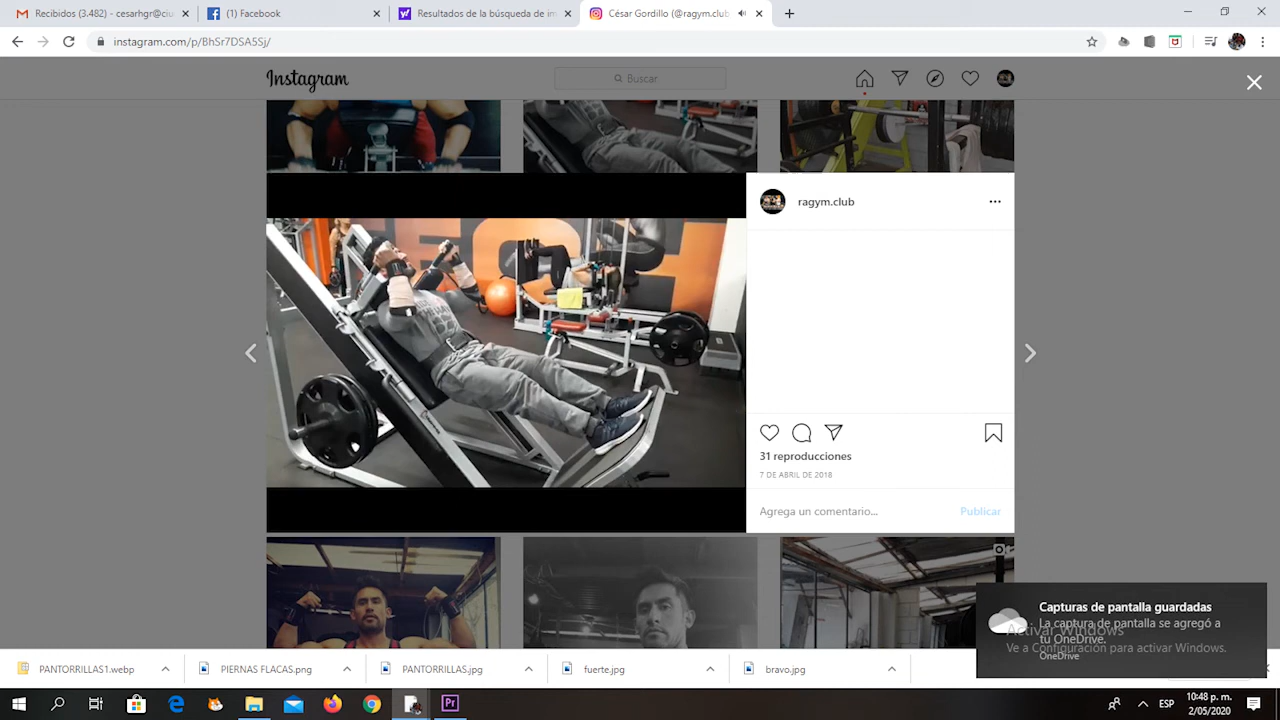 Recibidos (3.482) - cesarhgr@ciu
(1) Facebook
Resultados de la búsqueda de im
César Gordillo (@ragym.club
instagram.com/p/BhSr7DSA5Sj/
Instagram
Buscar
ragym.club
31 reproducciones
7 DE ABRIL DE 2018
Agrega un comentario...
Publicar
Capturas de pantalla guardadas
La captura de pantalla se agregó a
tu OneDrive.
OneDrive
Activar Windows
Ve a Configuración para activar Windows.
PANTORRILLAS1.webp
PIERNAS FLACAS.png
PANTORRILLAS.jpg
fuerte.jpg
bravo.jpg
Pr
ESP
10:48 p. m.
2/05/2020